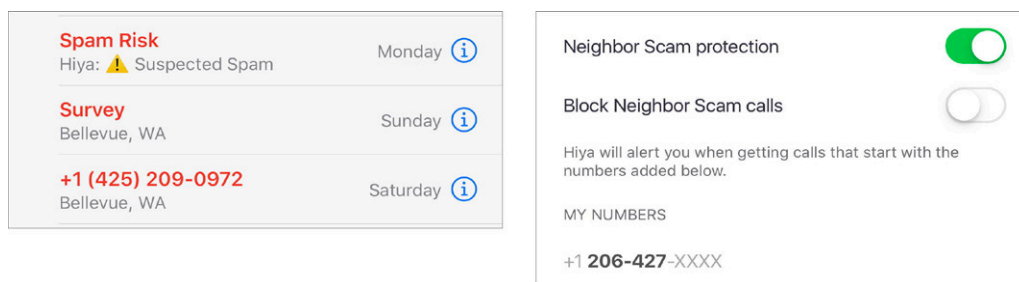 Spam Risk
Monday
Hiya: ⚠ Suspected Spam
Survey
Sunday
Bellevue, WA
+1 (425) 209-0972
Saturday
Bellevue, WA
Neighbor Scam protection
Block Neighbor Scam calls
Hiya will alert you when getting calls that start with the
numbers added below.
MY NUMBERS
+1 206-427-XXXX